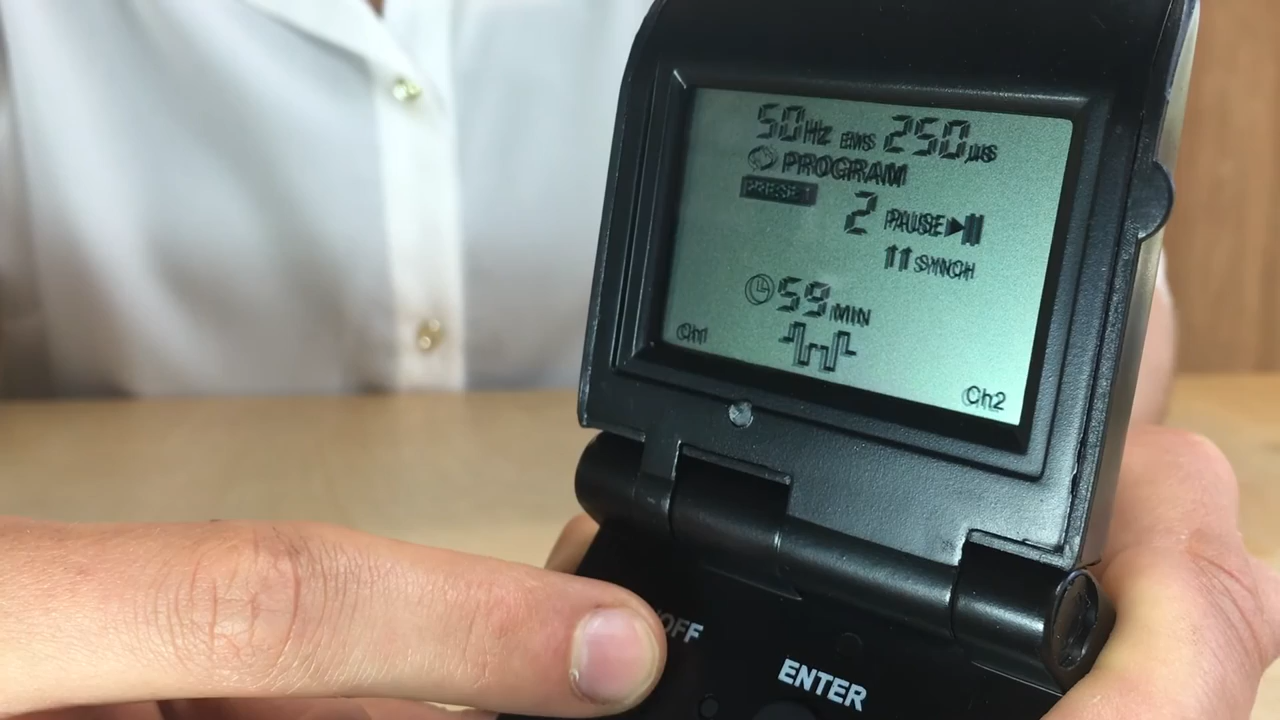 50Hz EMS 250µs
PROGRAM
PRESET
2 PAUSE
SYNCH
59 MIN
Ch1
Ch2
OFF
ENTER